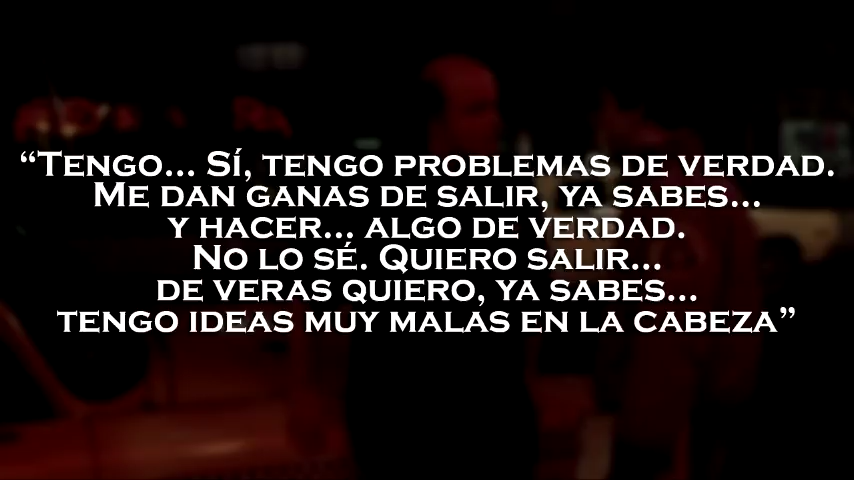 “Tengo... Sí, tengo problemas de verdad.
Me dan ganas de salir, ya sabes...
y hacer... algo de verdad.
No lo sé. Quiero salir...
de veras quiero, ya sabes...
tengo ideas muy malas en la cabeza”